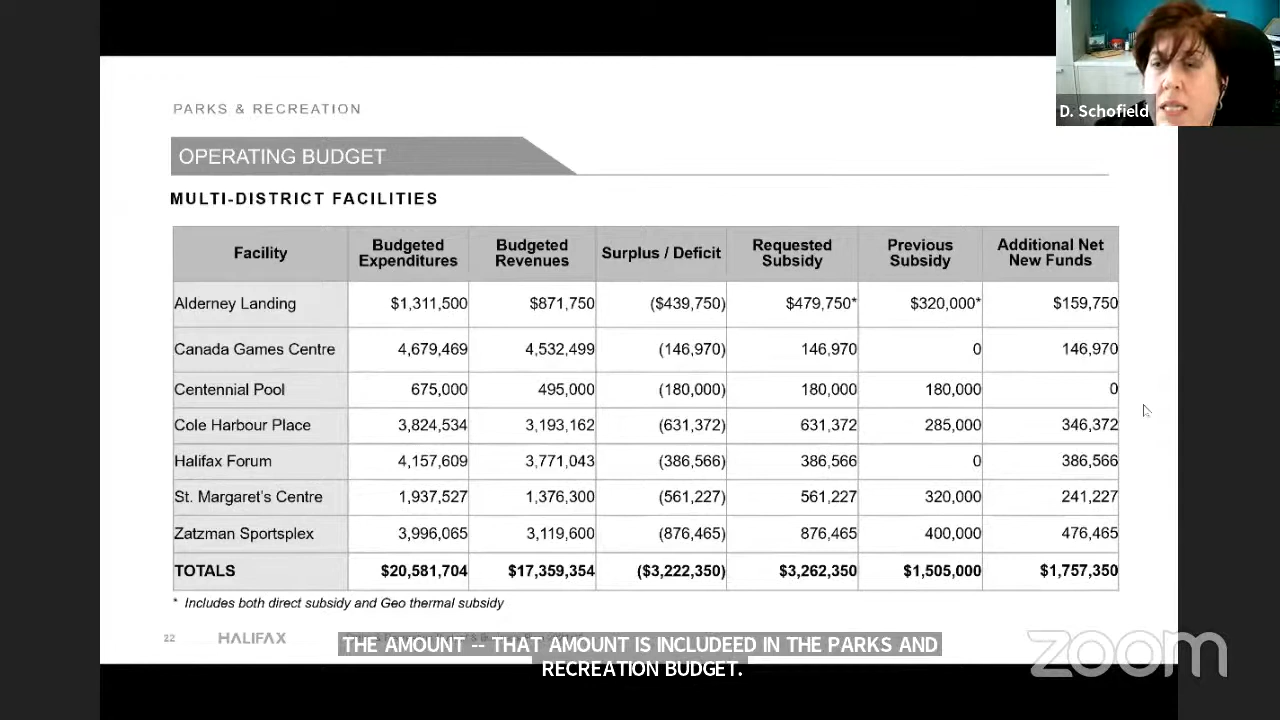 D. Schofield
PARKS & RECREATION
OPERATING BUDGET
MULTI-DISTRICT FACILITIES
Facility Budgeted Expenditures Budgeted Revenues Surplus / Deficit Requested Subsidy Previous Subsidy Additional Net New Funds
Alderney Landing $1,311,500 $871,750 ($439,750) $479,750* $320,000* $159,750
Canada Games Centre 4,679,469 4,532,499 (146,970) 146,970 0 146,970
Centennial Pool 675,000 495,000 (180,000) 180,000 180,000 0
Cole Harbour Place 3,824,534 3,193,162 (631,372) 631,372 285,000 346,372
Halifax Forum 4,157,609 3,771,043 (386,566) 386,566 0 386,566
St. Margaret's Centre 1,937,527 1,376,300 (561,227) 561,227 320,000 241,227
Zatzman Sportsplex 3,996,065 3,119,600 (876,465) 876,465 400,000 476,465
TOTALS $20,581,704 $17,359,354 ($3,222,350) $3,262,350 $1,505,000 $1,757,350
* Includes both direct subsidy and Geo thermal subsidy
22 HALIFAX
THE AMOUNT -- THAT AMOUNT IS INCLUDEED IN THE PARKS AND
RECREATION BUDGET.
zoom